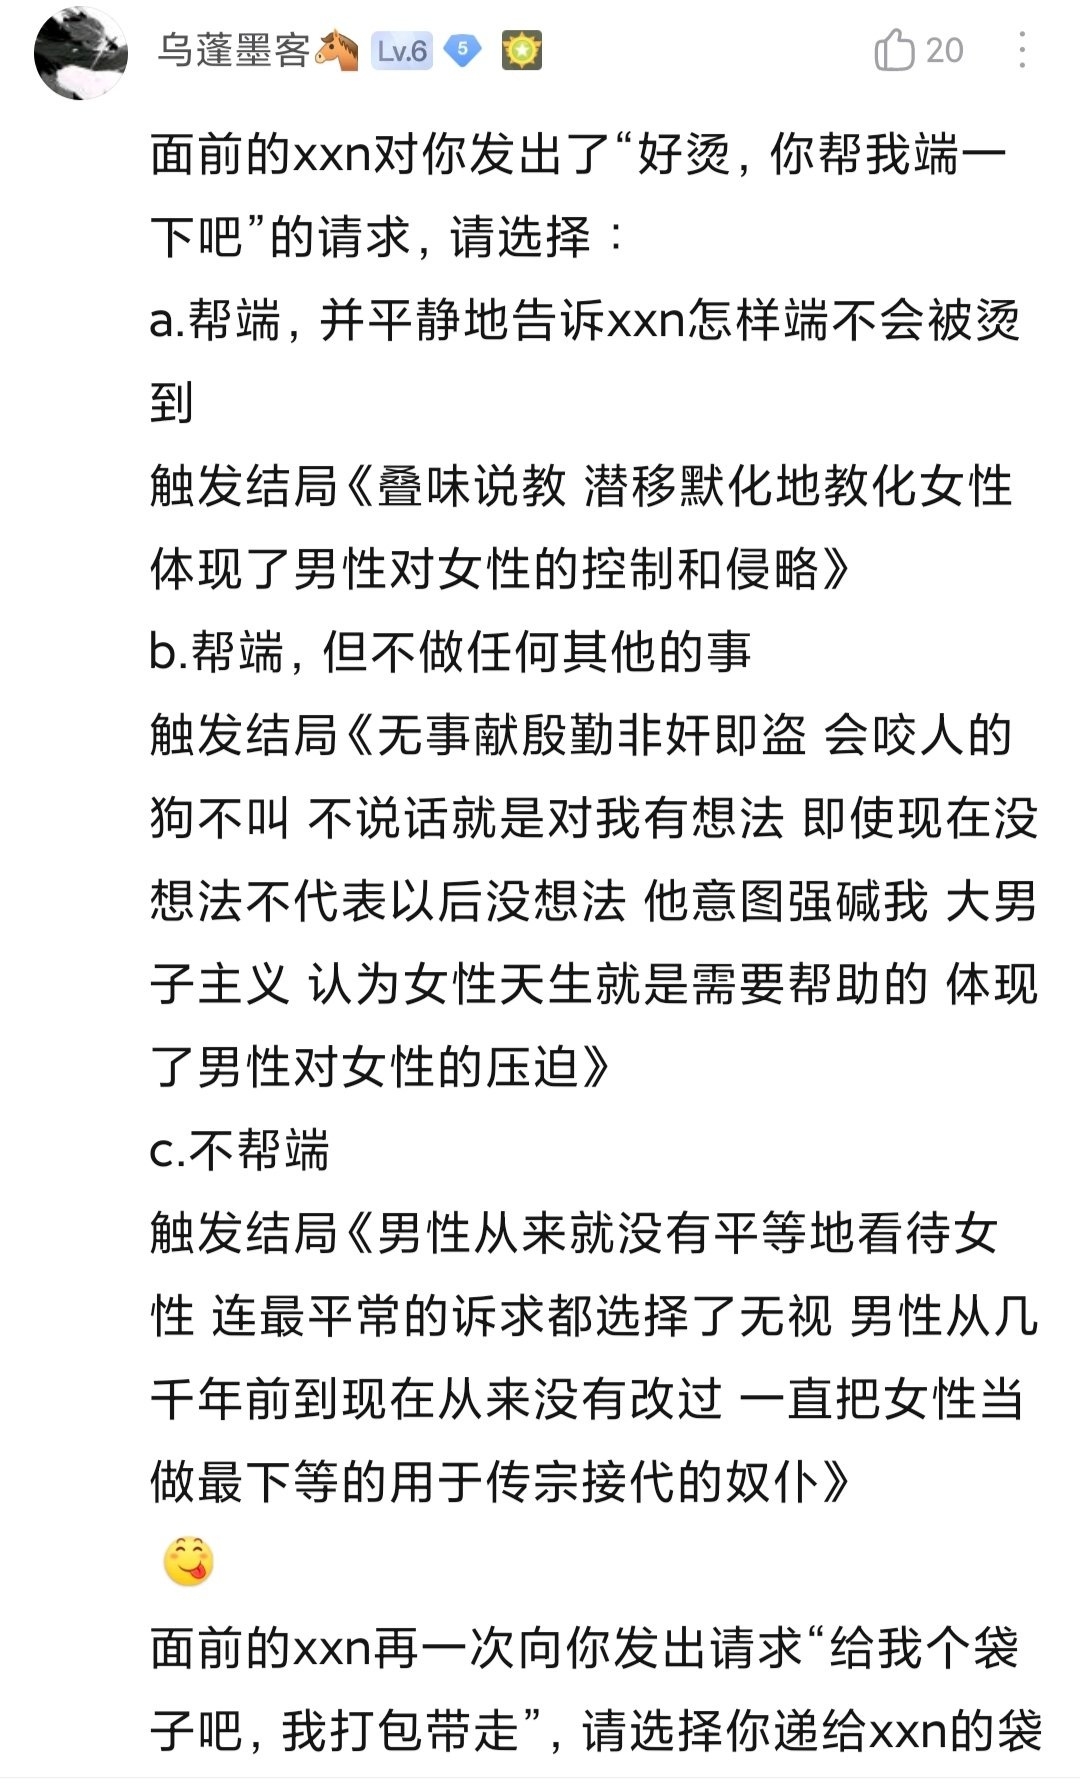 乌蓬墨客 Lv.6 5 20
面前的xxn对你发出了“好烫，你帮我端一
下吧”的请求，请选择：
a.帮端，并平静地告诉xxn怎样端不会被烫
到
触发结局《叠味说教 潜移默化地教化女性
体现了男性对女性的控制和侵略》
b.帮端，但不做任何其他的事
触发结局《无事献殷勤非奸即盗 会咬人的
狗不叫 不说话就是对我有想法 即使现在没
想法不代表以后没想法 他意图强碱我 大男
子主义 认为女性天生就是需要帮助的 体现
了男性对女性的压迫》
c.不帮端
触发结局《男性从来就没有平等地看待女
性 连最平常的诉求都选择了无视 男性从几
千年前到现在从来没有改过 一直把女性当
做最下等的用于传宗接代的奴仆》
面前的xxn再一次向你发出请求“给我个袋
子吧，我打包带走”，请选择你递给xxn的袋